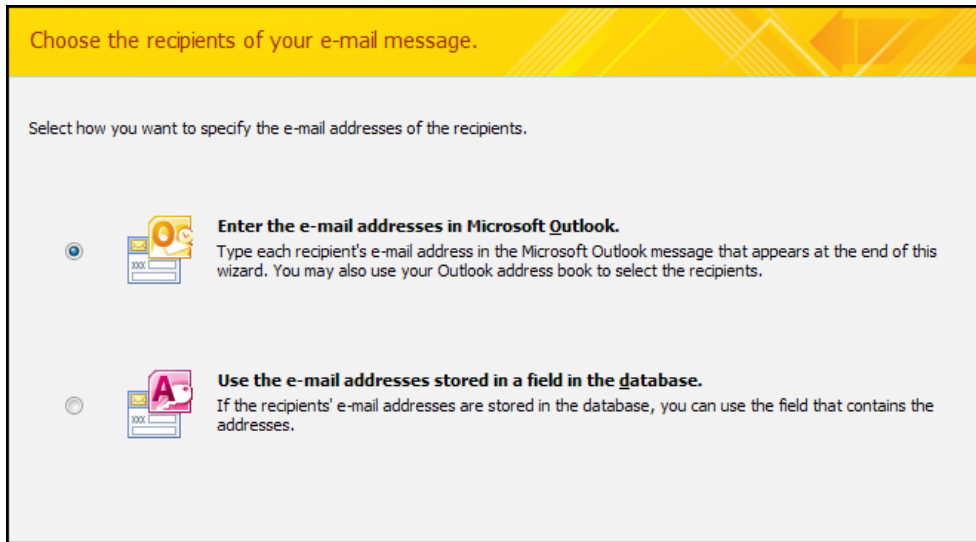 Choose the recipients of your e-mail message.
Select how you want to specify the e-mail addresses of the recipients.
Enter the e-mail addresses in Microsoft Outlook.
Type each recipient's e-mail address in the Microsoft Outlook message that appears at the end of this
wizard. You may also use your Outlook address book to select the recipients.
XXX
Use the e-mail addresses stored in a field in the database.
If the recipients' e-mail addresses are stored in the database, you can use the field that contains the
addresses.
XXX